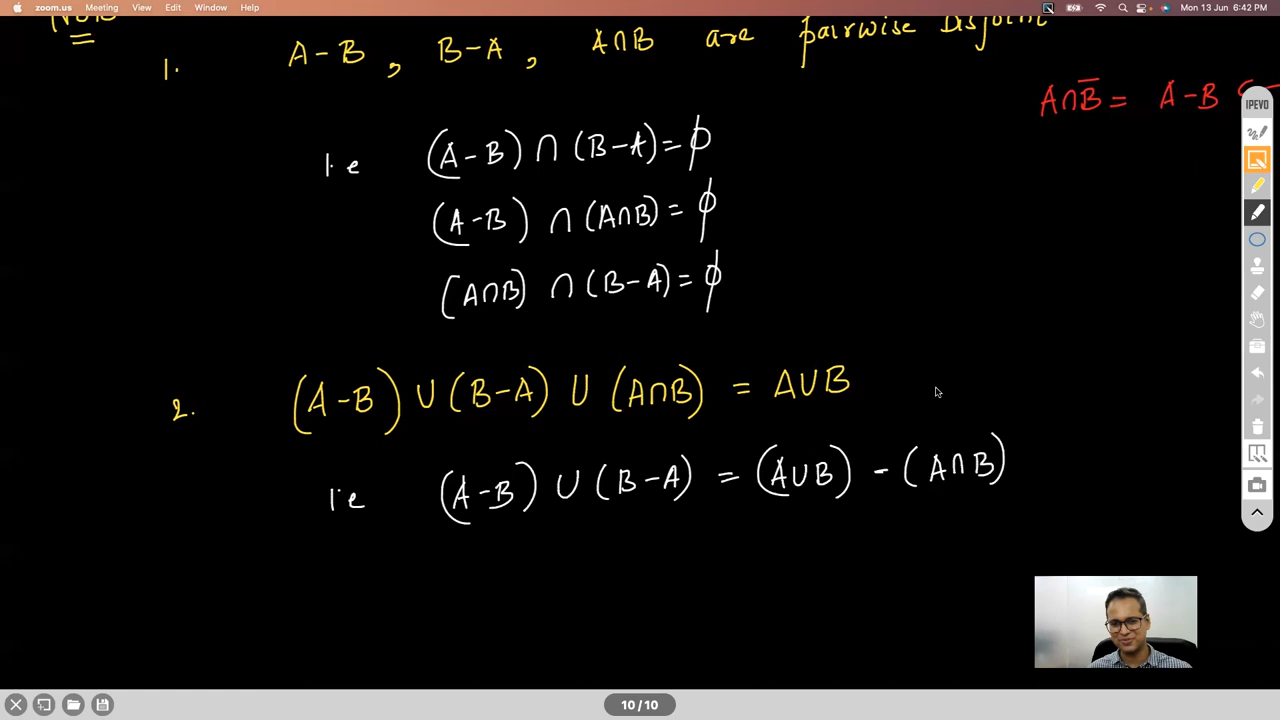 zoom.us Meeting View Edit Window Help Mon 13 Jun 6:42 PM
1. A-B, B-A, A∩B are pairwise Disjoint
A∩B̅ = A-B
IPEVO
i.e (A-B) ∩ (B-A) = ϕ
(A-B) ∩ (A∩B) = ϕ
(A∩B) ∩ (B-A) = ϕ
2. (A-B) ∪ (B-A) ∪ (A∩B) = A∪B
i.e (A-B) ∪ (B-A) = (A∪B) - (A∩B)
10/10